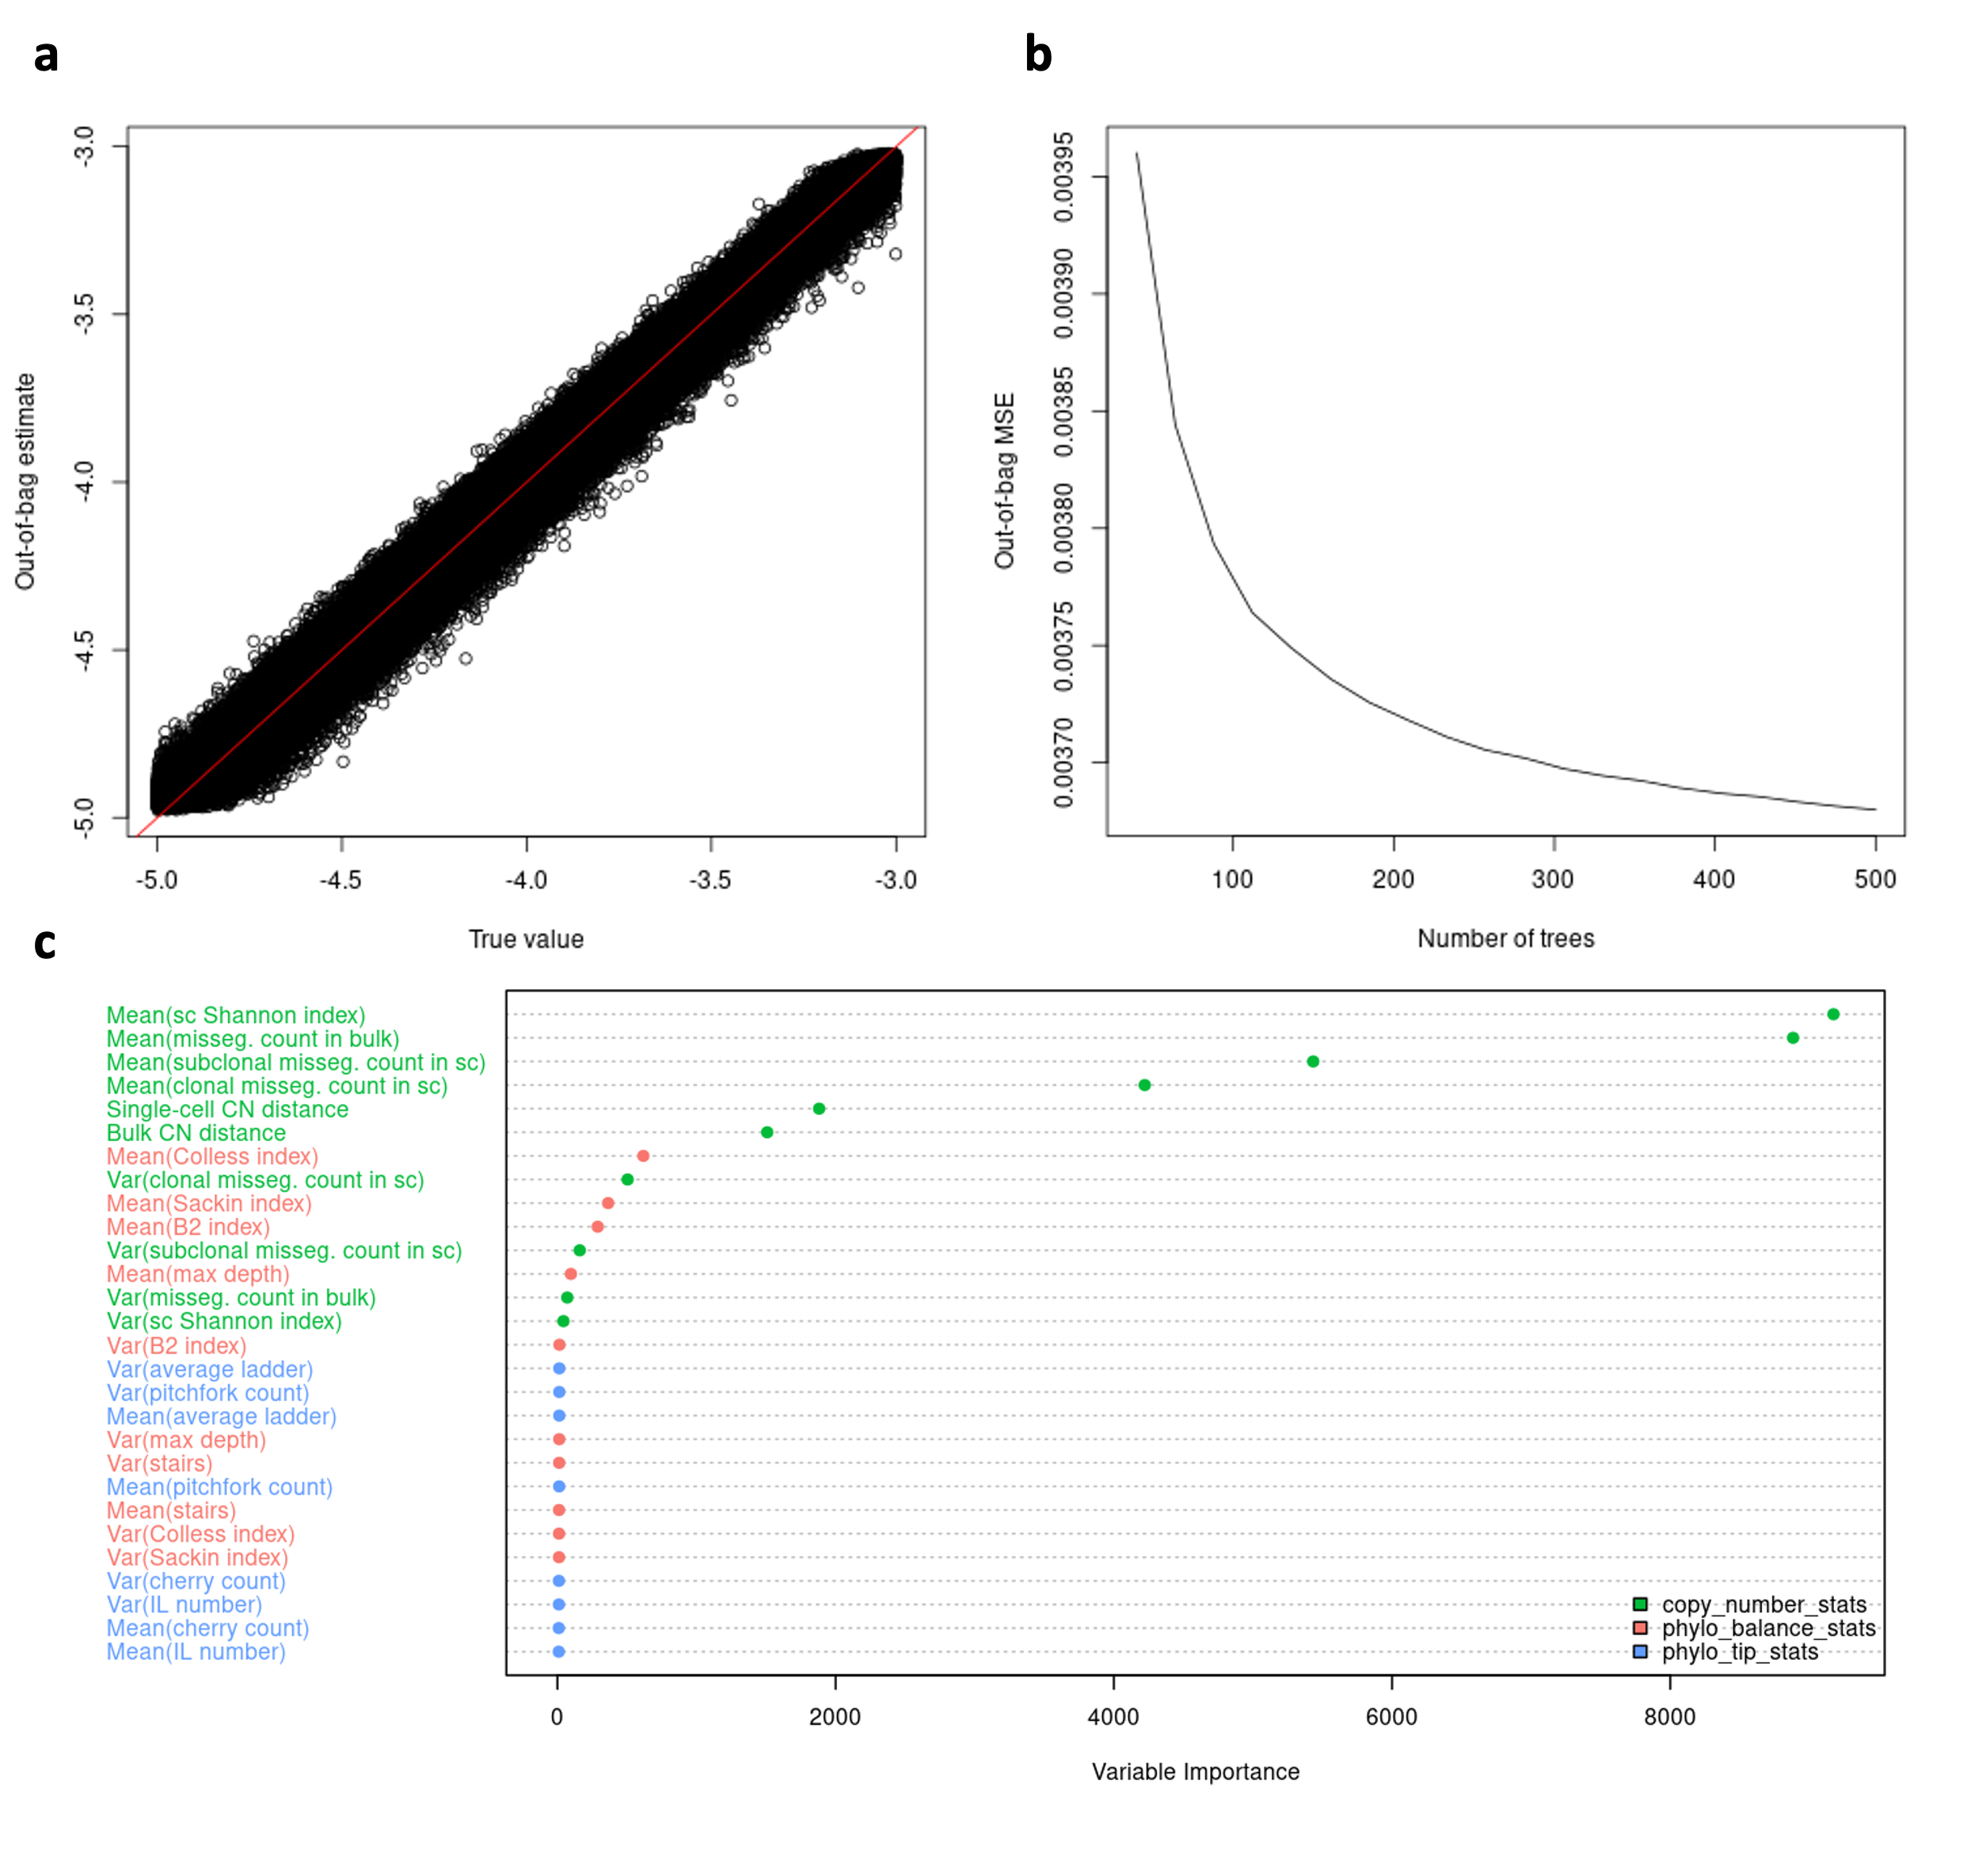 a
-3.0
-3.5
-4.0
-4.5
-5.0
Out-of-bag estimate
-5.0 -4.5 -4.0 -3.5 -3.0
True value
b
0.00395
0.00390
0.00385
0.00380
0.00375
0.00370
Out-of-bag MSE
100 200 300 400 500
Number of trees
c
Mean(sc Shannon index)
Mean(misseg. count in bulk)
Mean(subclonal misseg. count in sc)
Mean(clonal misseg. count in sc)
Single-cell CN distance
Bulk CN distance
Mean(Colless index)
Var(clonal misseg. count in sc)
Mean(Sackin index)
Mean(B2 index)
Var(subclonal misseg. count in sc)
Mean(max depth)
Var(misseg. count in bulk)
Var(sc Shannon index)
Var(B2 index)
Var(average ladder)
Var(pitchfork count)
Mean(average ladder)
Var(max depth)
Var(stairs)
Mean(pitchfork count)
Mean(stairs)
Var(Colless index)
Var(Sackin index)
Var(cherry count)
Var(IL number)
Mean(cherry count)
Mean(IL number)
copy_number_stats
phylo_balance_stats
phylo_tip_stats
0 2000 4000 6000 8000
Variable Importance